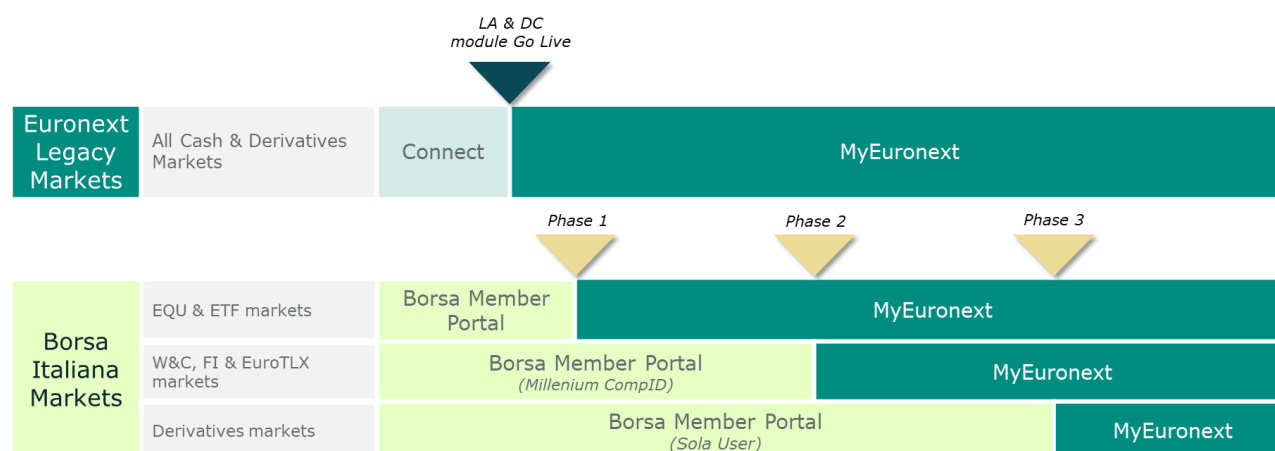 LA & DC
module Go Live
Euronext
Legacy
Markets
All Cash & Derivatives
Markets
Connect
MyEuronext
Phase 1
Phase 2
Phase 3
Borsa
Italiana
Markets
EQU & ETF markets
Borsa Member
Portal
MyEuronext
W&C, FI & EuroTLX
markets
Borsa Member Portal
(Millenium CompID)
MyEuronext
Derivatives markets
Borsa Member Portal
(Sola User)
MyEuronext